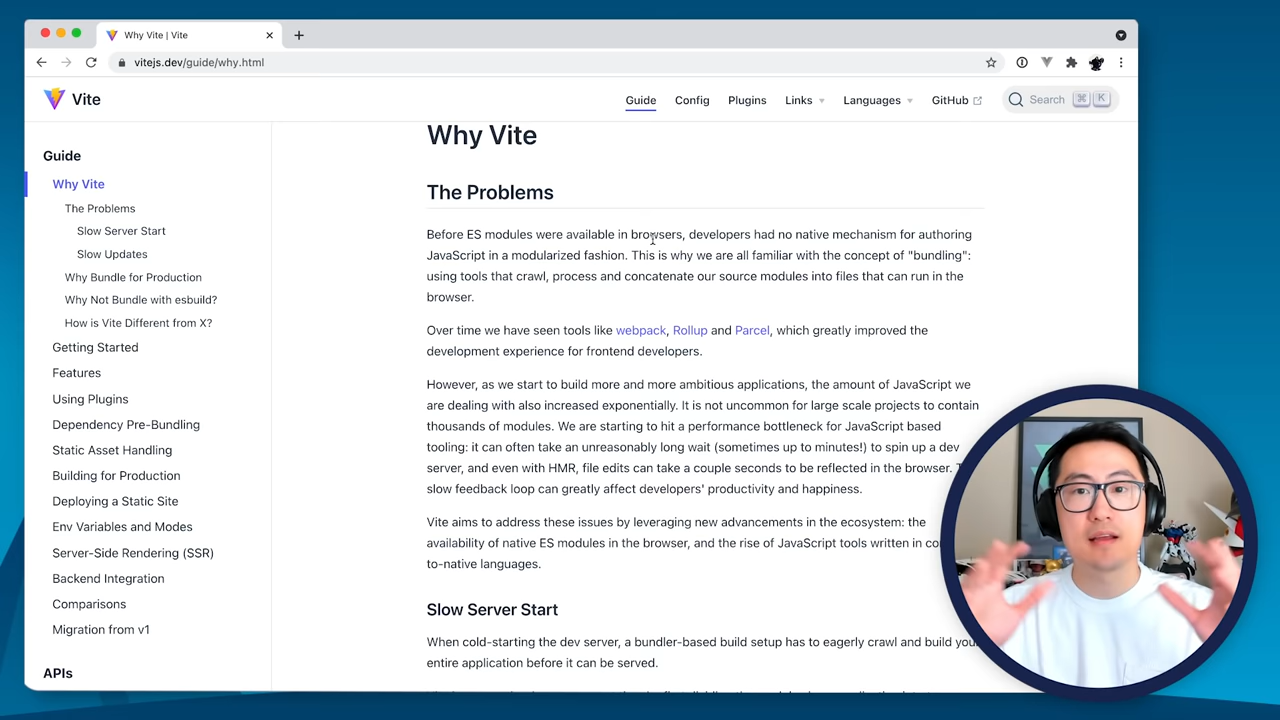 Why Vite | Vite
vitejs.dev/guide/why.html
Vite
Guide
Config
Plugins
Links
Languages
GitHub
Search
⌘
K
Guide
Why Vite
The Problems
Slow Server Start
Slow Updates
Why Bundle for Production
Why Not Bundle with esbuild?
How is Vite Different from X?
Getting Started
Features
Using Plugins
Dependency Pre-Bundling
Static Asset Handling
Building for Production
Deploying a Static Site
Env Variables and Modes
Server-Side Rendering (SSR)
Backend Integration
Comparisons
Migration from v1
APIs
Why Vite
The Problems
Before ES modules were available in browsers, developers had no native mechanism for authoring
JavaScript in a modularized fashion. This is why we are all familiar with the concept of "bundling":
using tools that crawl, process and concatenate our source modules into files that can run in the
browser.
Over time we have seen tools like webpack, Rollup and Parcel, which greatly improved the
development experience for frontend developers.
However, as we start to build more and more ambitious applications, the amount of JavaScript we
are dealing with also increased exponentially. It is not uncommon for large scale projects to contain
thousands of modules. We are starting to hit a performance bottleneck for JavaScript based
tooling: it can often take an unreasonably long wait (sometimes up to minutes!) to spin up a dev
server, and even with HMR, file edits can take a couple seconds to be reflected in the browser.
slow feedback loop can greatly affect developers' productivity and happiness.
Vite aims to address these issues by leveraging new advancements in the ecosystem: the
availability of native ES modules in the browser, and the rise of JavaScript tools written in
to-native languages.
Slow Server Start
When cold-starting the dev server, a bundler-based build setup has to eagerly crawl and build
entire application before it can be served.